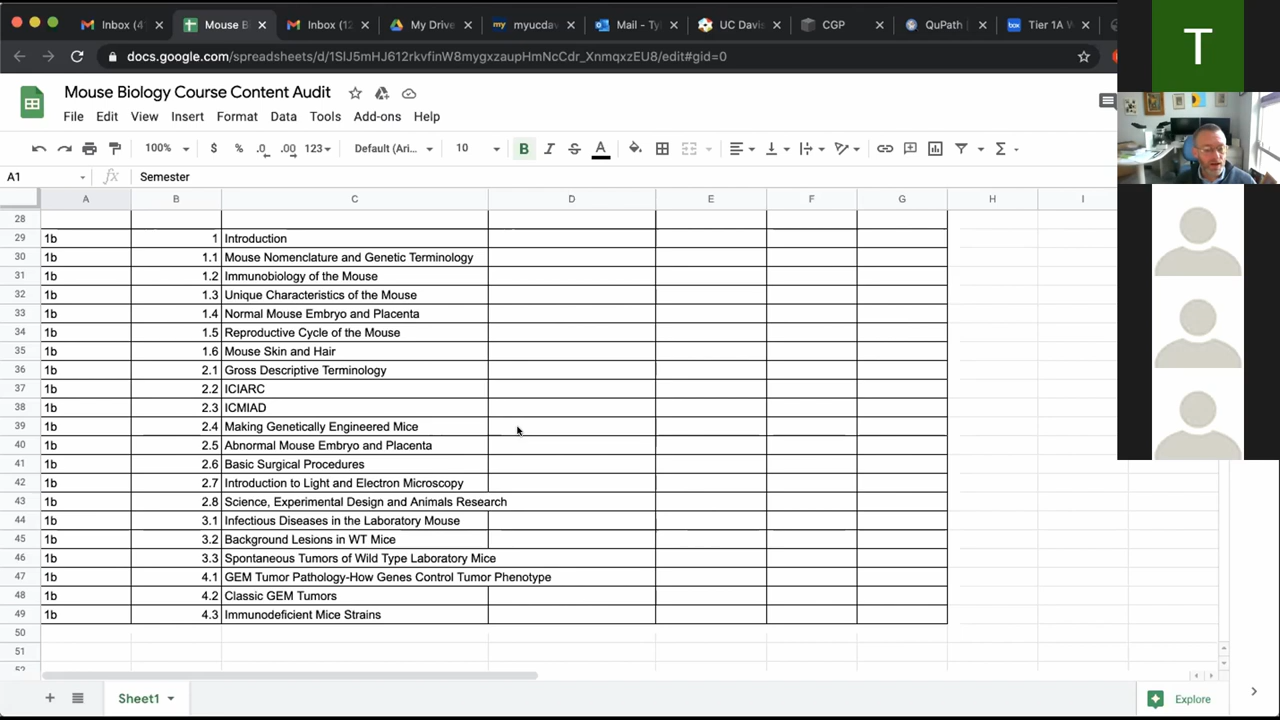 Inbox (4
Mouse B
Inbox (12
My Drive
myucdav
Mail - Ty
UC Davis
CGP
QuPath
Tier 1A W
docs.google.com/spreadsheets/d/1SlJ5mHJ612rkvfinW8mygxzaupHmNcCdr_XnmqxzEU8/edit#gid=0
T
Mouse Biology Course Content Audit
File Edit View Insert Format Data Tools Add-ons Help
100% $ % .0 .00 123 Default (Ari... 10 B I S A
A1 fx Semester
A B C D E F G H I
28
29 1b 1 Introduction
30 1b 1.1 Mouse Nomenclature and Genetic Terminology
31 1b 1.2 Immunobiology of the Mouse
32 1b 1.3 Unique Characteristics of the Mouse
33 1b 1.4 Normal Mouse Embryo and Placenta
34 1b 1.5 Reproductive Cycle of the Mouse
35 1b 1.6 Mouse Skin and Hair
36 1b 2.1 Gross Descriptive Terminology
37 1b 2.2 ICIARC
38 1b 2.3 ICMIAD
39 1b 2.4 Making Genetically Engineered Mice
40 1b 2.5 Abnormal Mouse Embryo and Placenta
41 1b 2.6 Basic Surgical Procedures
42 1b 2.7 Introduction to Light and Electron Microscopy
43 1b 2.8 Science, Experimental Design and Animals Research
44 1b 3.1 Infectious Diseases in the Laboratory Mouse
45 1b 3.2 Background Lesions in WT Mice
46 1b 3.3 Spontaneous Tumors of Wild Type Laboratory Mice
47 1b 4.1 GEM Tumor Pathology-How Genes Control Tumor Phenotype
48 1b 4.2 Classic GEM Tumors
49 1b 4.3 Immunodeficient Mice Strains
50
51
52
Sheet1
Explore